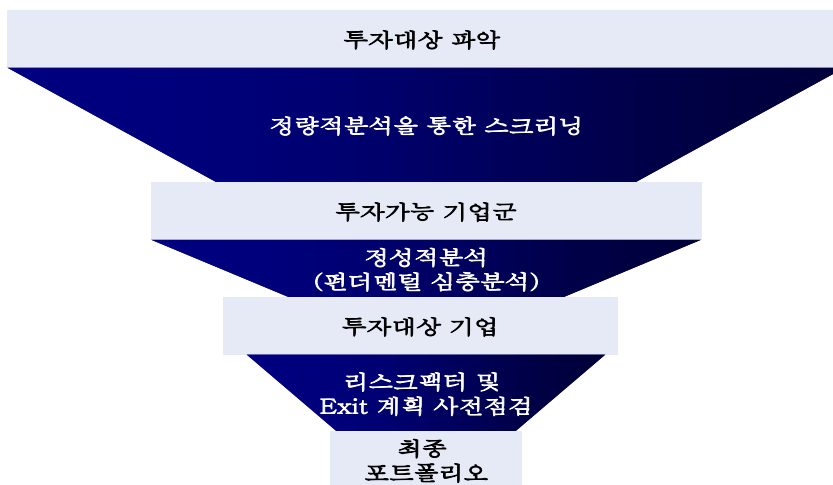 투자대상 파악
정량적분석을 통한 스크리닝
투자가능 기업군
정성적분석
(펀더멘털 심층분석)
투자대상 기업
리스크팩터 및
Exit 계획 사전점검
최종
포트폴리오